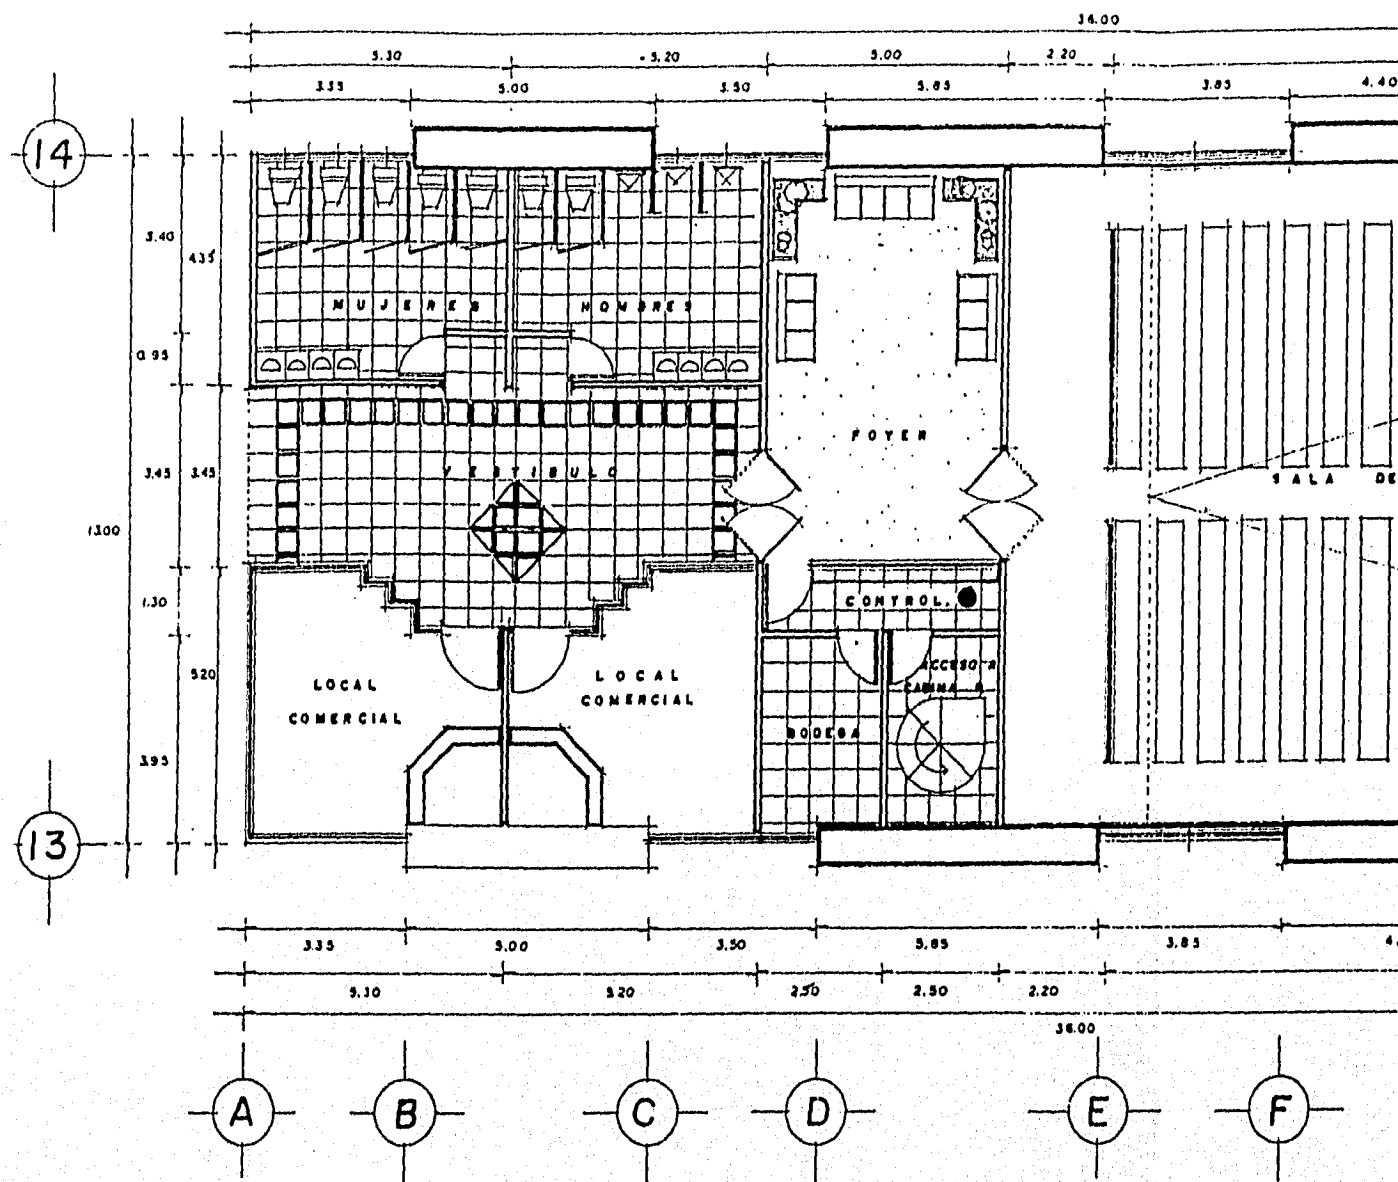 36.00
5.30 5.20 5.00 2.20
3.35 5.00 3.50 5.85 3.85 4.40
14
3.40
4.35
MUJERES HOMBRES
0.95
FOYER
3.45 3.45
VESTIBULO
SALA DE
13.00
CONTROL.
1.30
ACCESO A
5.20
LOCAL
COMERCIAL
LOCAL
COMERCIAL
BODEGA
3.95
13
3.35 5.00 3.50 5.85 3.85
5.30 5.20 2.50 2.50 2.20
36.00
A B C D E F